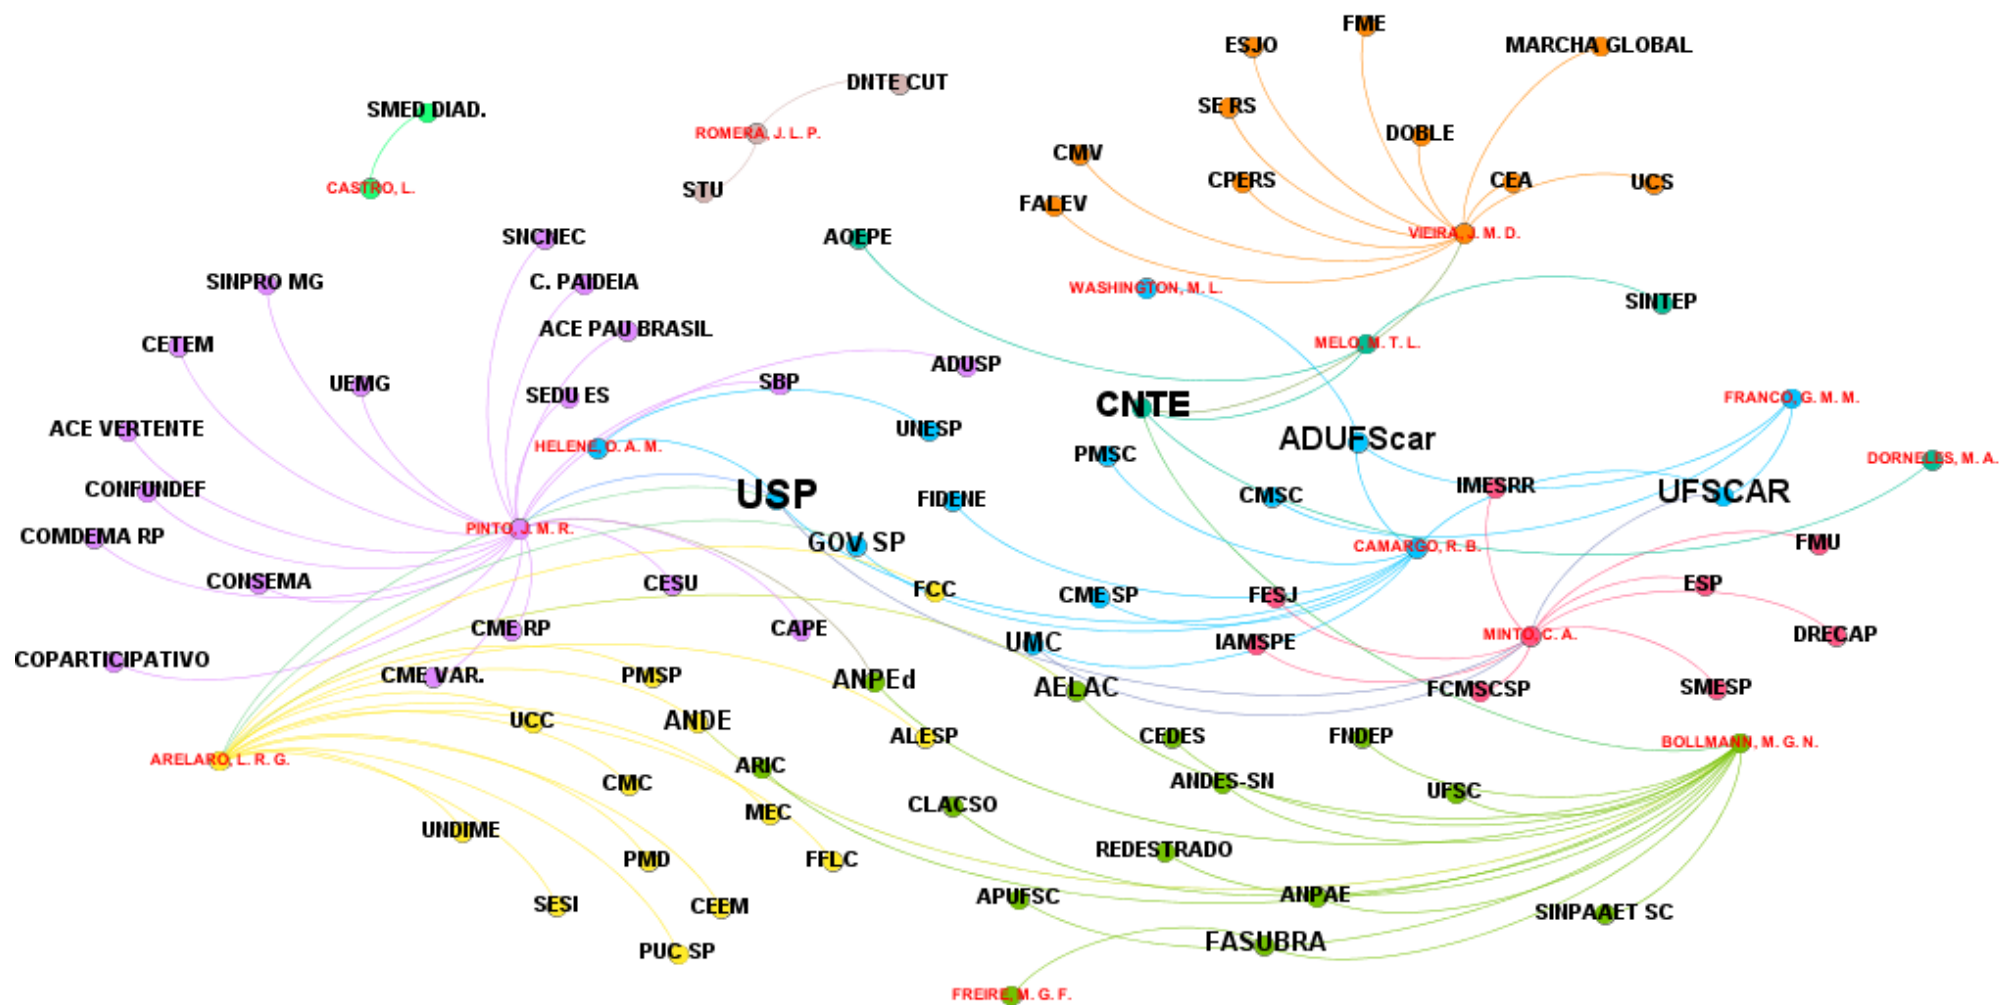 FME
ESJO
MARCHA GLOBAL
DNTE CUT
SMED DIAD.
SE RS
ROMERA, J. L. P.
DOBLE
CMV
CASTRO, L.
STU
CPERS
CEA
UCS
FALEV
SNCNEC
AOEPE
VIEIRA, J. M. D.
SINPRO MG
C. PAIDEIA
WASHINGTON, M. L.
SINTEP
ACE PAU BRASIL
CETEM
MELO, M. T. L.
ADUSP
UEMG
SBP
SEDU ES
CNTE
FRANCO, G. M. M.
ACE VERTENTE
UNESP
HELENE, O. A. M.
ADUFScar
PMSC
DORNELES, M. A.
CONFUNDEF
USP
FIDENE
CMSC
IMESRR
UFSCAR
COMDEMA RP
PINTO, J. M. R.
GOV SP
CAMARGO, R. B.
FMU
CONSEMA
CESU
FCC
CME SP
FESJ
ESP
CME RP
CAPE
UMC
IAMSPE
MINTO, C. A.
DRECAP
COPARTICIPATIVO
CME VAR.
PMSP
ANPEd
AELAC
FCMSCSP
SMESP
UCC
ANDE
ALESP
CEDES
FNDEP
BOLLMANN, M. G. N.
ARELARO, L. R. G.
ARIC
CMC
ANDES-SN
UFSC
CLACSO
MEC
UNDIME
PMD
FFLC
REDESTRADO
SESI
CEEM
APUFSC
ANPAE
SINPAAET SC
PUC SP
FASUBRA
FREIRE, M. G. F.